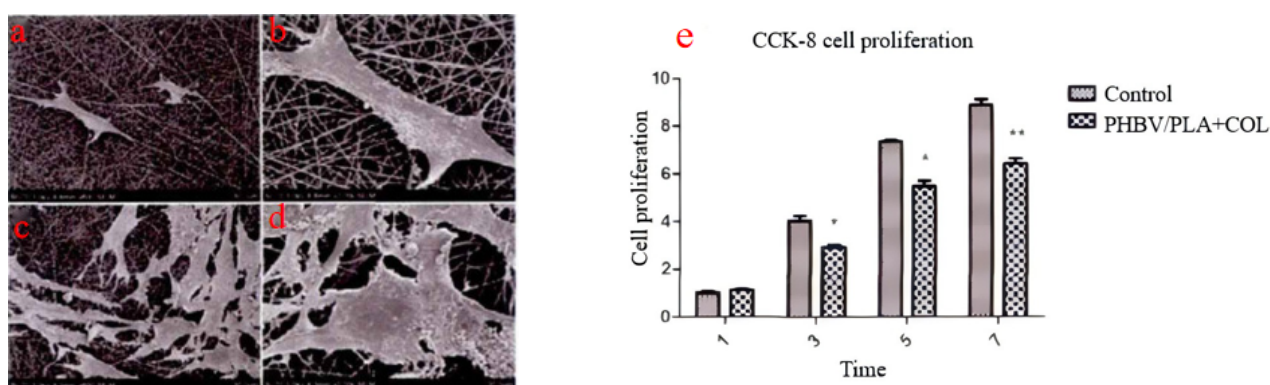 a
b
c
d
e
CCK-8 cell proliferation
Control
PHBV/PLA+COL
Cell proliferation
10
8
6
4
2
0
*
*
**
1
3
5
7
Time